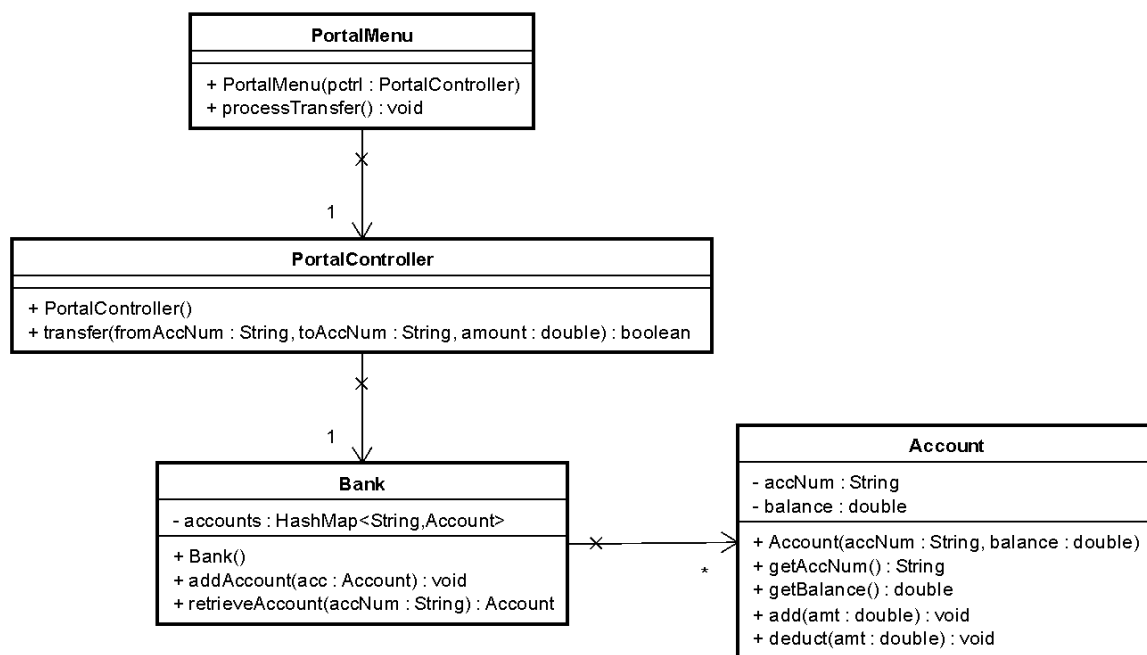 PortalMenu
+ PortalMenu(pctrl : PortalController)
+ processTransfer() : void
1
PortalController
+ PortalController()
+ transfer(fromAccNum : String, toAccNum : String, amount : double) : boolean
1
Bank
- accounts : HashMap<String,Account>
+ Bank()
+ addAccount(acc : Account) : void
+ retrieveAccount(accNum : String) : Account
*
Account
- accNum : String
- balance : double
+ Account(accNum : String, balance : double)
+ getAccNum() : String
+ getBalance() : double
+ add(amt : double) : void
+ deduct(amt : double) : void